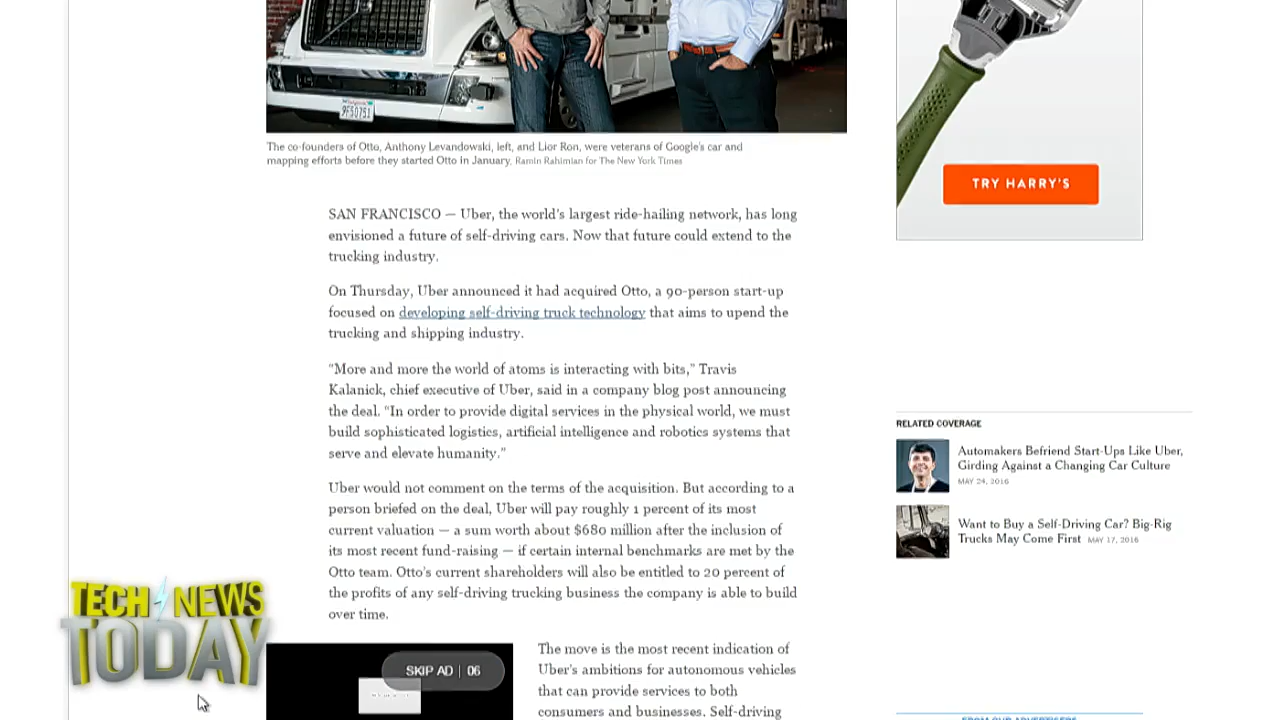 9F50751
The co-founders of Otto, Anthony Levandowski, left, and Lior Ron, were veterans of Google's car and
mapping efforts before they started Otto in January. Ramin Rahimian for The New York Times
TRY HARRY'S
SAN FRANCISCO — Uber, the world's largest ride-hailing network, has long
envisioned a future of self-driving cars. Now that future could extend to the
trucking industry.
On Thursday, Uber announced it had acquired Otto, a 90-person start-up
focused on developing self-driving truck technology that aims to upend the
trucking and shipping industry.
“More and more the world of atoms is interacting with bits,” Travis
Kalanick, chief executive of Uber, said in a company blog post announcing
the deal. “In order to provide digital services in the physical world, we must
build sophisticated logistics, artificial intelligence and robotics systems that
serve and elevate humanity.”
Uber would not comment on the terms of the acquisition. But according to a
person briefed on the deal, Uber will pay roughly 1 percent of its most
current valuation — a sum worth about $680 million after the inclusion of
its most recent fund-raising — if certain internal benchmarks are met by the
Otto team. Otto's current shareholders will also be entitled to 20 percent of
the profits of any self-driving trucking business the company is able to build
over time.
The move is the most recent indication of
Uber's ambitions for autonomous vehicles
that can provide services to both
consumers and businesses. Self-driving
SKIP AD | 06
RELATED COVERAGE
Automakers Befriend Start-Ups Like Uber,
Girding Against a Changing Car Culture
MAY 24, 2016
Want to Buy a Self-Driving Car? Big-Rig
Trucks May Come First MAY 17, 2016
FROM OUR ADVERTISERS
TECH NEWS
TODAY